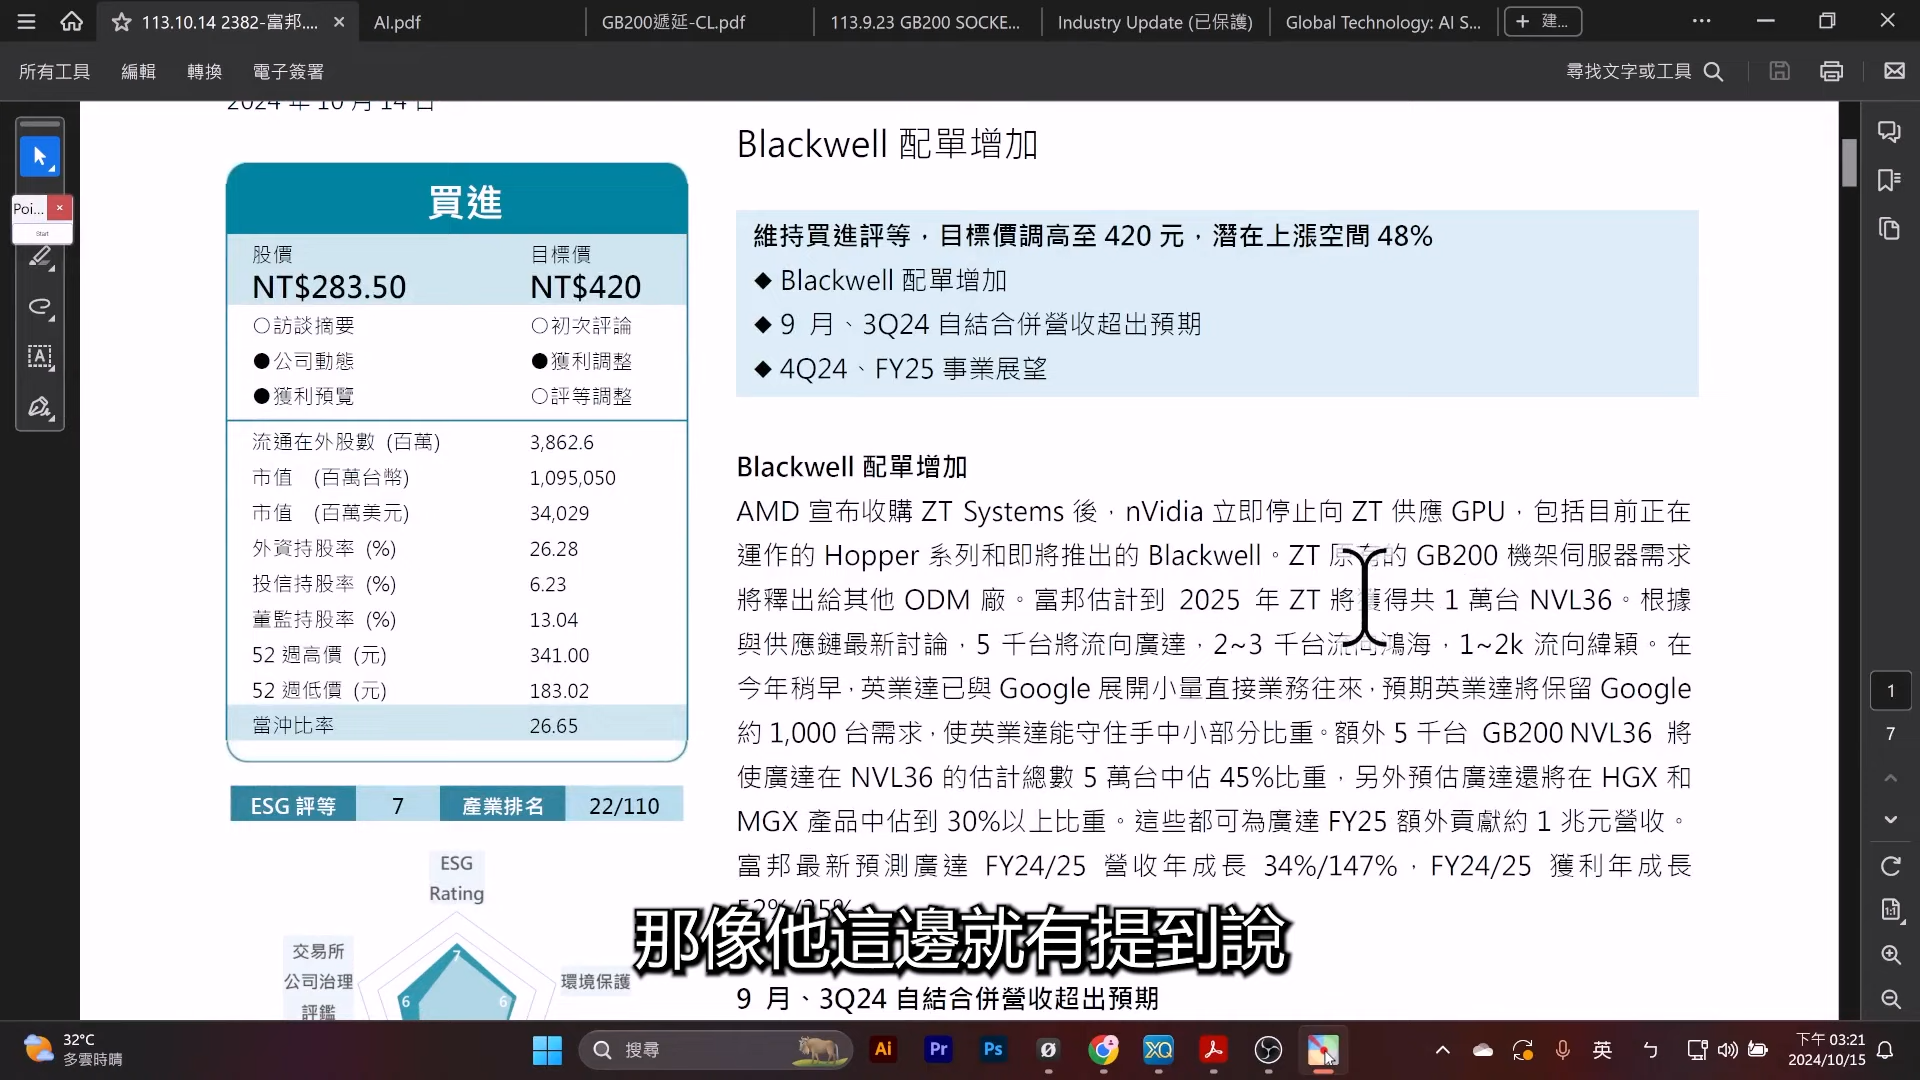 113.10.14 2382-富邦....
AI.pdf
GB200遞延-CL.pdf
113.9.23 GB200 SOCKE...
Industry Update (已保護)
Global Technology: AI S...
建...
所有工具
編輯
轉換
電子簽署
尋找文字或工具
2024 年 10 月 14 日
Poi...
Start
買進
股價
目標價
NT$283.50
NT$420
○訪談摘要
○初次評論
●公司動態
●獲利調整
●獲利預覽
○評等調整
流通在外股數 (百萬) 3,862.6
市值 (百萬台幣) 1,095,050
市值 (百萬美元) 34,029
外資持股率 (%) 26.28
投信持股率 (%) 6.23
董監持股率 (%) 13.04
52 週高價 (元) 341.00
52 週低價 (元) 183.02
當沖比率 26.65
ESG 評等 7 產業排名 22/110
ESG
Rating
7
交易所
公司治理
評鑑
6
6
環境保護
Blackwell 配單增加
維持買進評等，目標價調高至 420 元，潛在上漲空間 48%
◆ Blackwell 配單增加
◆ 9 月、3Q24 自結合併營收超出預期
◆ 4Q24、FY25 事業展望
Blackwell 配單增加
AMD 宣布收購 ZT Systems 後，nVidia 立即停止向 ZT 供應 GPU，包括目前正在
運作的 Hopper 系列和即將推出的 Blackwell。ZT 原有的 GB200 機架伺服器需求
將釋出給其他 ODM 廠。富邦估計到 2025 年 ZT 將獲得共 1 萬台 NVL36。根據
與供應鏈最新討論，5 千台將流向廣達，2~3 千台流向鴻海，1~2k 流向緯穎。在
今年稍早，英業達已與 Google 展開小量直接業務往來，預期英業達將保留 Google
約 1,000 台需求，使英業達能守住手中小部分比重。額外 5 千台 GB200 NVL36 將
使廣達在 NVL36 的估計總數 5 萬台中佔 45%比重，另外預估廣達還將在 HGX 和
MGX 產品中佔到 30%以上比重。這些都可為廣達 FY25 額外貢獻約 1 兆元營收。
富邦最新預測廣達 FY24/25 營收年成長 34%/147%，FY24/25 獲利年成長
那像他這邊就有提到說
9 月、3Q24 自結合併營收超出預期
1
7
1:1
32°C
多雲時晴
搜尋
Ai
Pr
Ps
XQ
英
ㄅ
下午 03:21
2024/10/15